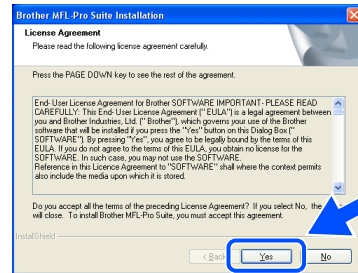 Brother MFL-Pro Suite Installation
License Agreement
Please read the following license agreement carefully.
Press the PAGE DOWN key to see the rest of the agreement.
End- User License Agreement for Brother SOFTWARE IMPORTANT- PLEASE READ
CAREFULLY: This End- User License Agreement (" EULA") is a legal agreement between
you and Brother Industries, Ltd. (" Brother"), which governs your use of the Brother
software that will be installed if you press the "Yes" button on this Dialog Box ("
SOFTWARE"). By pressing "Yes", you agree to be legally bound by the terms of this
EULA. If you do not agree to the terms of this EULA, you obtain no license for the
SOFTWARE. In such case, you may not use the SOFTWARE.
Reference in this License Agreement to "SOFTWARE" shall where the context permits
also include the media upon which it is stored.
Do you accept all the terms of the preceding License Agreement? If you select No, the
will close. To install Brother MFL-Pro Suite, you must accept this agreement.
InstallShield
< Back
Yes
No